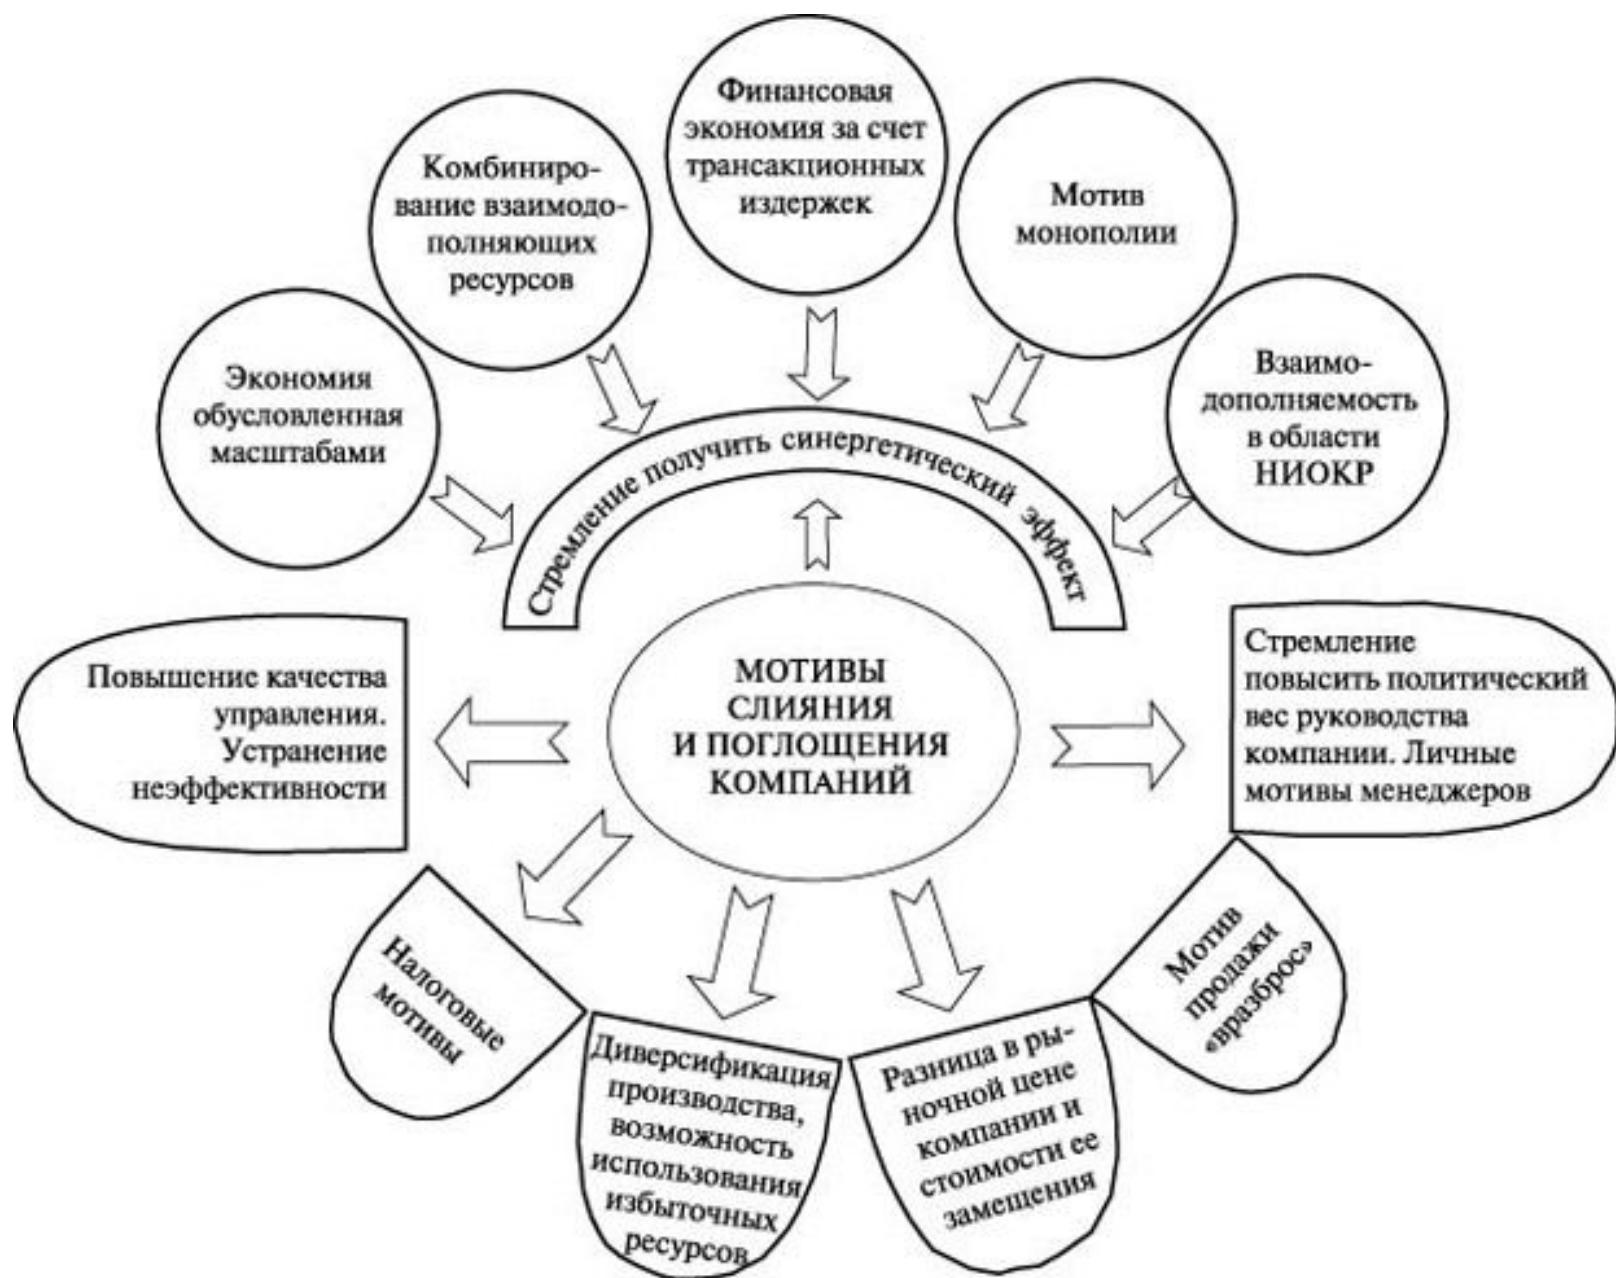 Финансовая
экономия за счет
трансакционных
издержек
Комбиниро-
вание взаимодо-
полняющих
ресурсов
Мотив
монополии
Экономия
обусловленная
масштабами
Взаимо-
дополняемость
в области
НИОКР
Стремление получить синергетический эффект
МОТИВЫ
СЛИЯНИЯ
И ПОГЛОЩЕНИЯ
КОМПАНИЙ
Повышение качества
управления.
Устранение
неэффективности
Стремление
повысить политический
вес руководства
компании. Личные
мотивы менеджеров
Налоговые
мотивы
Диверсификация
производства,
возможность
использования
избыточных
ресурсов
Разница в ры-
ночной цене
компании и
стоимости ее
замещения
Мотив
продажи
«вразброс»